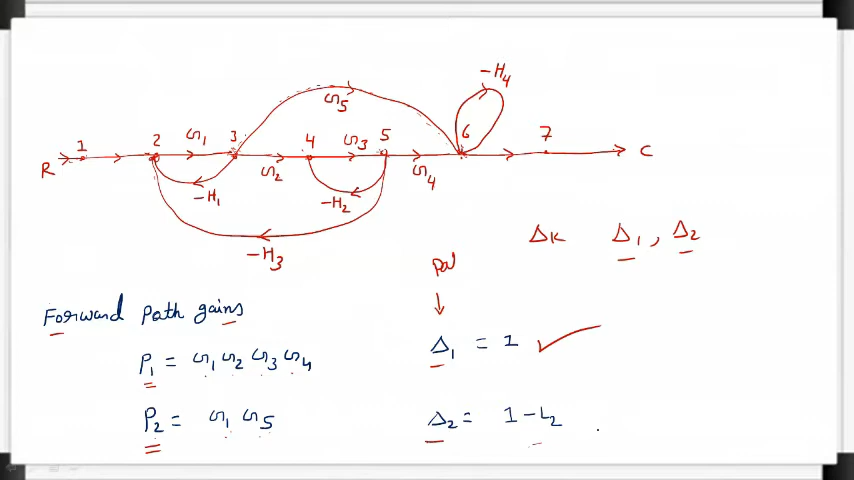 -H4
G5
1 2 G1 3 4 G3 5 6 7
R G2 G4 C
-H1 -H2
-H3
ΔK Δ1, Δ2
Pal
Forward Path gains
Δ1 = 1
P1 = G1 G2 G3 G4
P2 = G1 G5
Δ2 = 1-L2